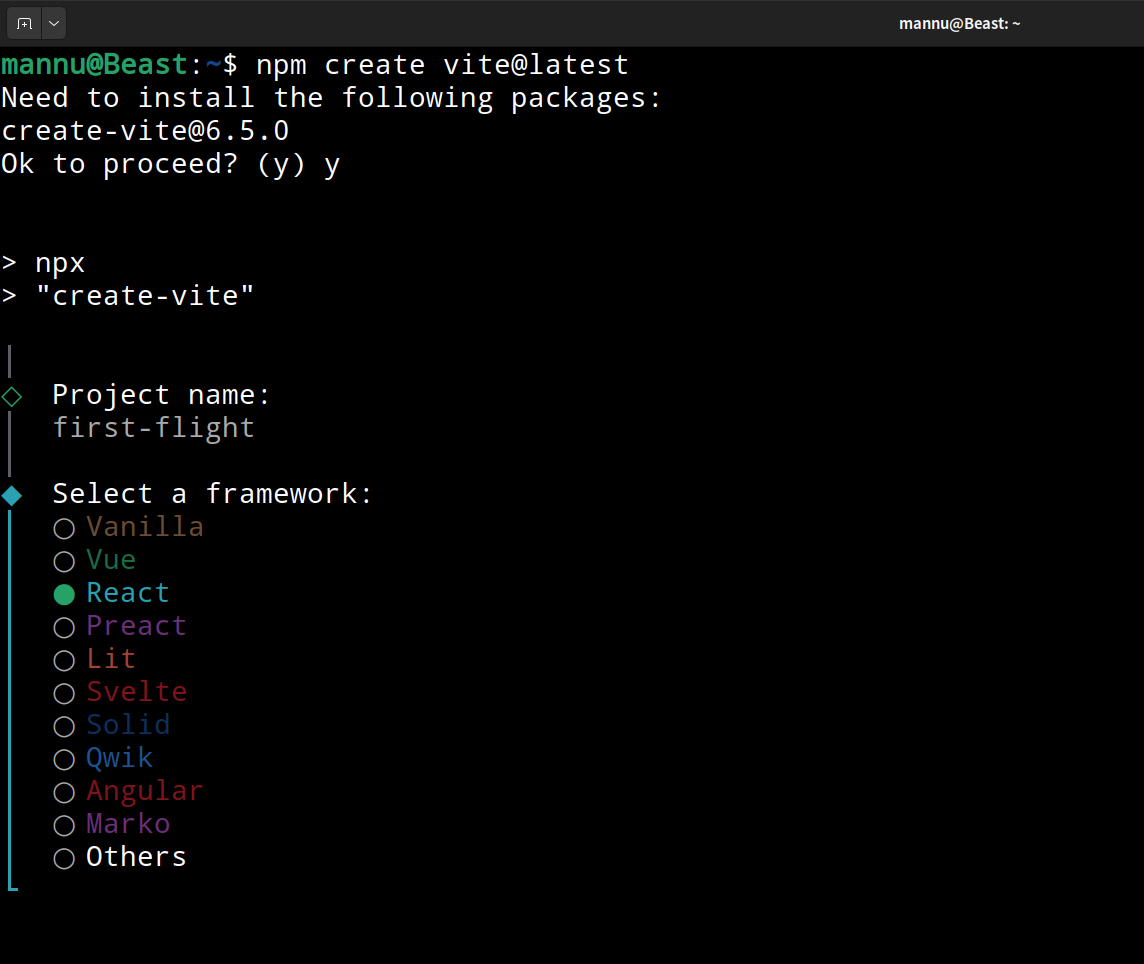 mannu@Beast: ~
mannu@Beast:~$ npm create vite@latest
Need to install the following packages:
create-vite@6.5.0
Ok to proceed? (y) y
> npx
> "create-vite"
Project name:
first-flight
Select a framework:
Vanilla
Vue
React
Preact
Lit
Svelte
Solid
Qwik
Angular
Marko
Others